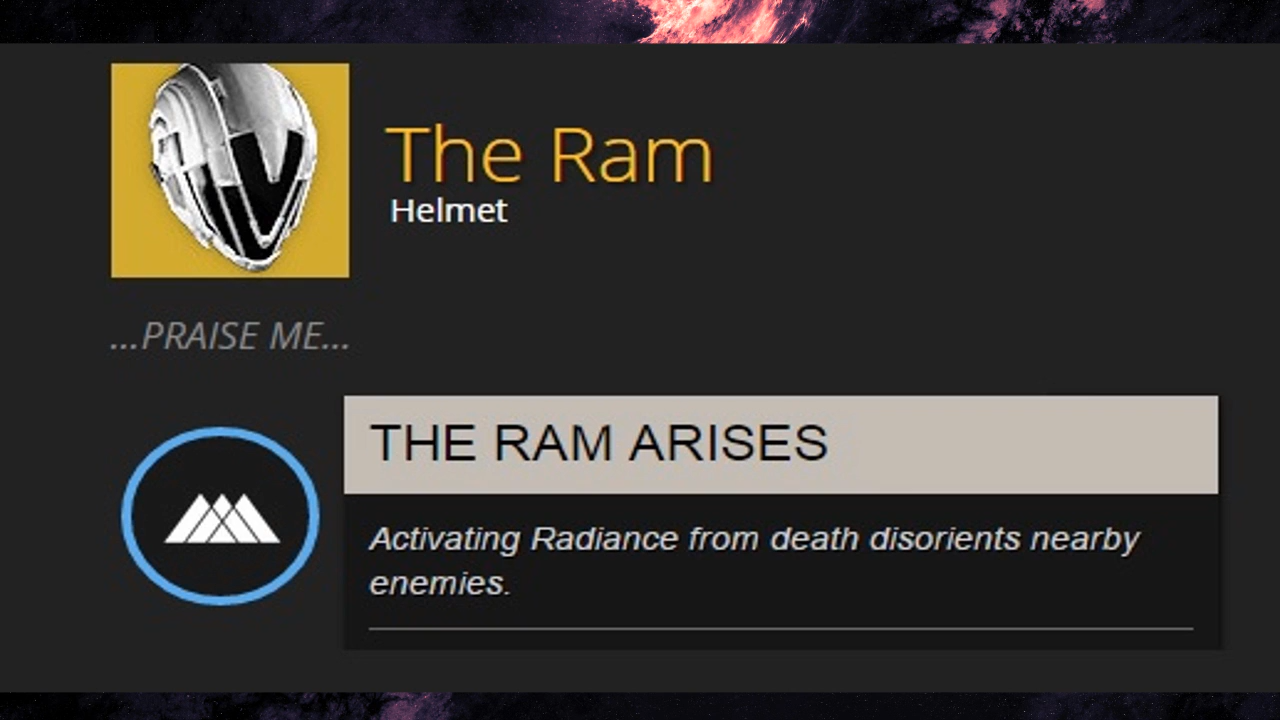 The Ram
Helmet
...PRAISE ME...
THE RAM ARISES
Activating Radiance from death disorients nearby
enemies.